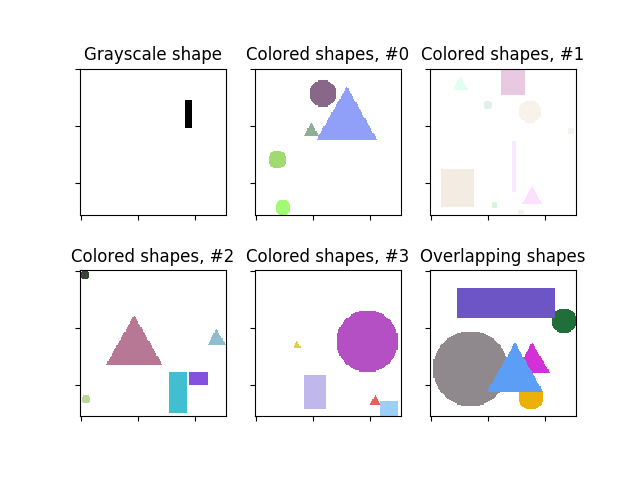 Grayscale shape
Colored shapes, #0
Colored shapes, #1
Colored shapes, #2
Colored shapes, #3
Overlapping shapes